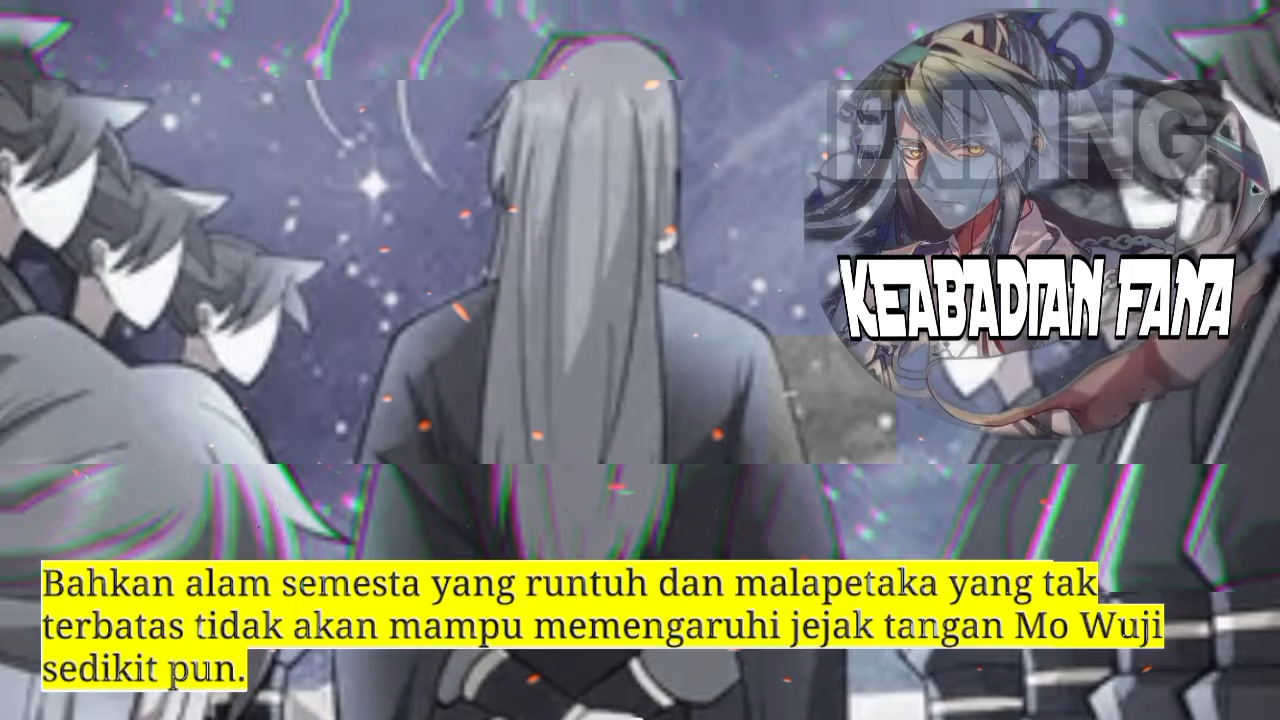 ENDING
KEABADIAN FANA
Bahkan alam semesta yang runtuh dan malapetaka yang tak
terbatas tidak akan mampu memengaruhi jejak tangan Mo Wuji
sedikit pun.